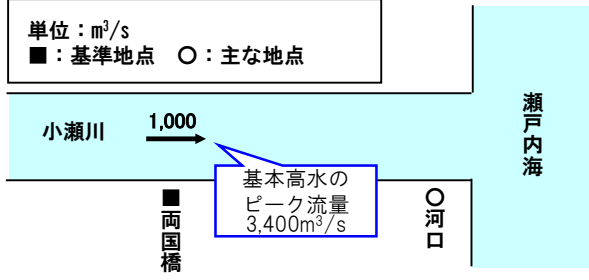 単位：m³/s
■：基準地点　○：主な地点
小瀬川
1,000
基本高水の
ピーク流量
3,400m³/s
■両国橋
○河口
瀬戸内海